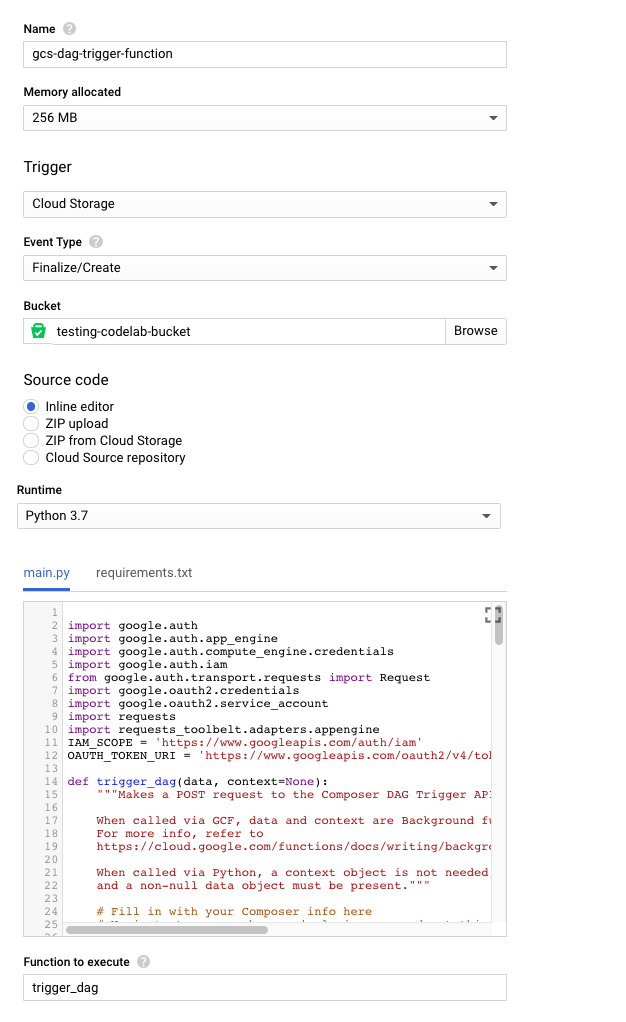 Name ?
gcs-dag-trigger-function
Memory allocated
256 MB
Trigger
Cloud Storage
Event Type ?
Finalize/Create
Bucket
testing-codelab-bucket Browse
Source code
Inline editor
ZIP upload
ZIP from Cloud Storage
Cloud Source repository
Runtime
Python 3.7
main.py requirements.txt
1
2 import google.auth
3 import google.auth.app_engine
4 import google.auth.compute_engine.credentials
5 import google.auth.iam
6 from google.auth.transport.requests import Request
7 import google.oauth2.credentials
8 import google.oauth2.service_account
9 import requests
10 import requests_toolbelt.adapters.appengine
11 IAM_SCOPE = 'https://www.googleapis.com/auth/iam'
12 OAUTH_TOKEN_URI = 'https://www.googleapis.com/oauth2/v4/to
13
14 def trigger_dag(data, context=None):
15 """Makes a POST request to the Composer DAG Trigger API
16
17 When called via GCF, data and context are Background fu
18 For more info, refer to
19 https://cloud.google.com/functions/docs/writing/backgro
20
21 When called via Python, a context object is not needed,
22 and a non-null data object must be present."""
23
24 # Fill in with your Composer info here
25
Function to execute ?
trigger_dag